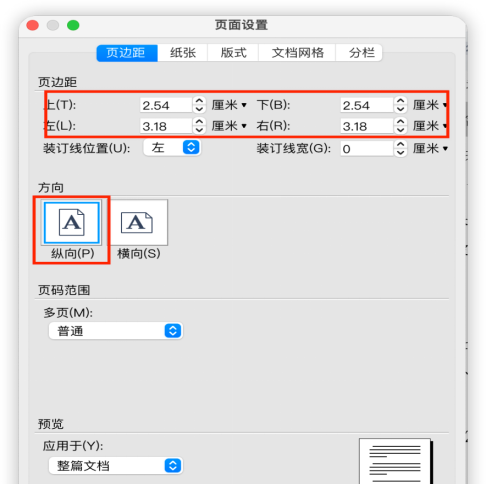 页面设置
页边距 纸张 版式 文档网格 分栏
页边距
上(T): 2.54 厘米 下(B): 2.54 厘米
左(L): 3.18 厘米 右(R): 3.18 厘米
装订线位置(U): 左 装订线宽(G): 0 厘米
方向
A A
纵向(P) 横向(S)
页码范围
多页(M):
普通
预览
应用于(Y):
整篇文档